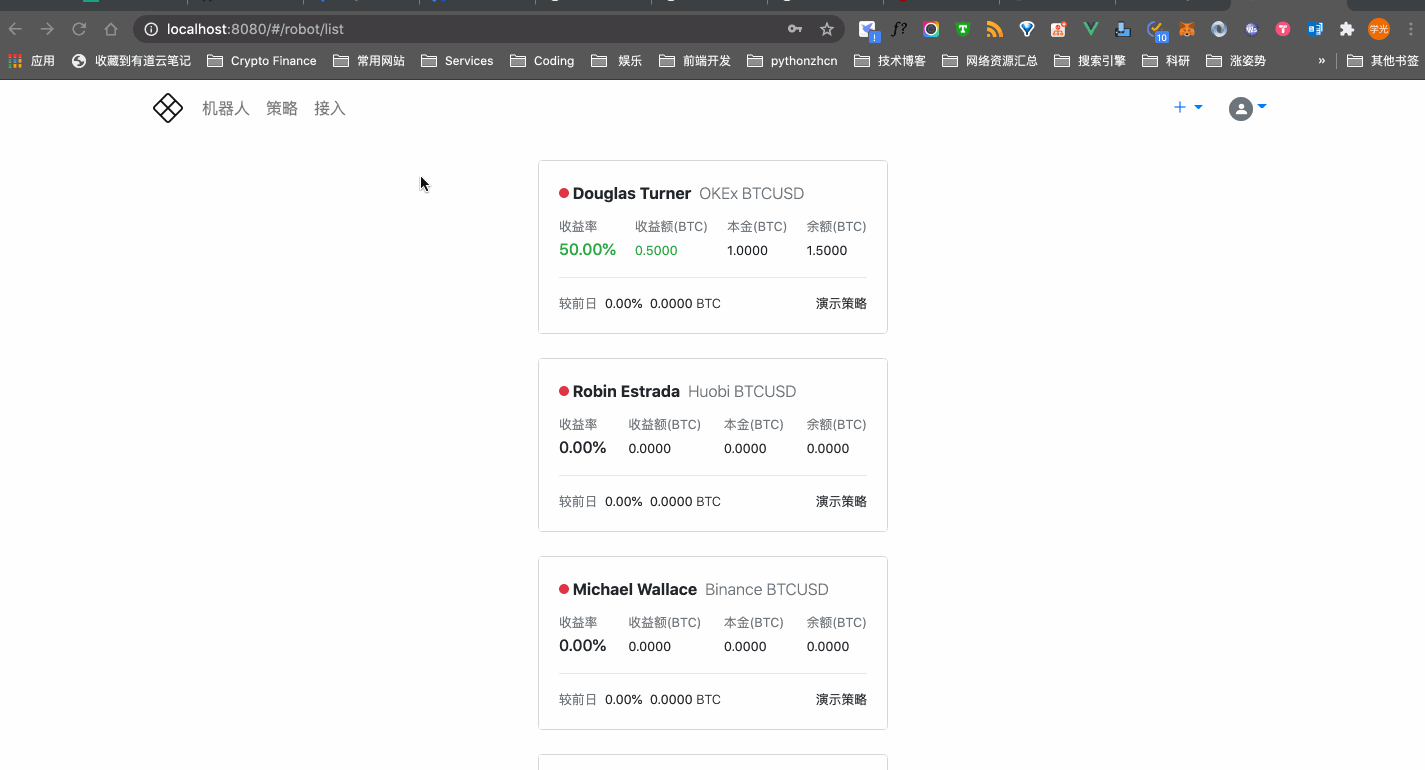 localhost:8080/#/robot/list
f?
10
学光
应用 收藏到有道云笔记 Crypto Finance 常用网站 Services Coding 娱乐 前端开发 pythonzhcn 技术博客 网络资源汇总 搜索引擎 科研 涨姿势 » 其他书签
机器人 策略 接入
Douglas Turner OKEx BTCUSD
收益率 收益额(BTC) 本金(BTC) 余额(BTC)
50.00% 0.5000 1.0000 1.5000
较前日 0.00% 0.0000 BTC 演示策略
Robin Estrada Huobi BTCUSD
收益率 收益额(BTC) 本金(BTC) 余额(BTC)
0.00% 0.0000 0.0000 0.0000
较前日 0.00% 0.0000 BTC 演示策略
Michael Wallace Binance BTCUSD
收益率 收益额(BTC) 本金(BTC) 余额(BTC)
0.00% 0.0000 0.0000 0.0000
较前日 0.00% 0.0000 BTC 演示策略